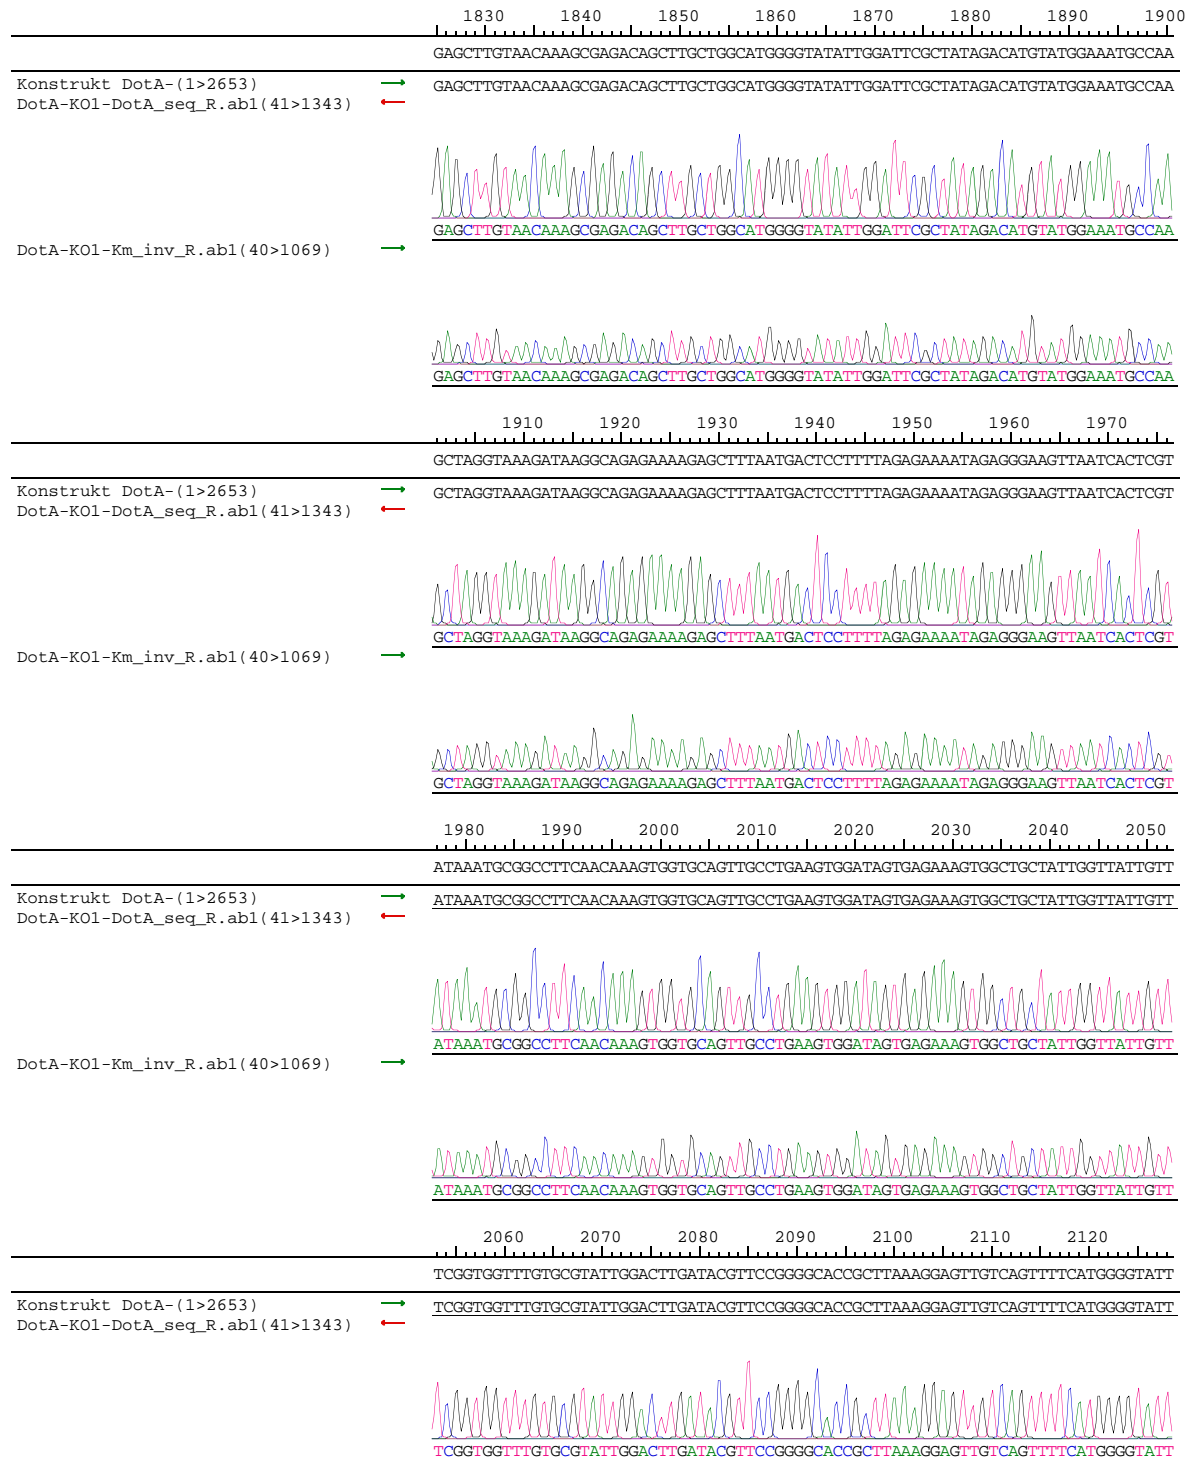 1830 1840 1850 1860 1870 1880 1890 1900
GAGCTTGTAACAAAGCGAGACAGCTTGCTGGCATGGGGTATATTGGATTCGCTATAGACATGTATGGAAATGCCAA
Konstrukt DotA-(1>2653) GAGCTTGTAACAAAGCGAGACAGCTTGCTGGCATGGGGTATATTGGATTCGCTATAGACATGTATGGAAATGCCAA
DotA-KO1-DotA_seq_R.ab1(41>1343)
GAGCTTGTAACAAAGCGAGACAGCTTGCTGGCATGGGGTATATTGGATTCGCTATAGACATGTATGGAAATGCCAA
DotA-KO1-Km_inv_R.ab1(40>1069)
GAGCTTGTAACAAAGCGAGACAGCTTGCTGGCATGGGGTATATTGGATTCGCTATAGACATGTATGGAAATGCCAA
1910 1920 1930 1940 1950 1960 1970
GCTAGGTAAAGATAAGGCAGAGAAAAGAGCTTTAATGACTCCTTTTAGAGAAAATAGAGGGAAGTTAATCACTCGT
Konstrukt DotA-(1>2653) GCTAGGTAAAGATAAGGCAGAGAAAAGAGCTTTAATGACTCCTTTTAGAGAAAATAGAGGGAAGTTAATCACTCGT
DotA-KO1-DotA_seq_R.ab1(41>1343)
GCTAGGTAAAGATAAGGCAGAGAAAAGAGCTTTAATGACTCCTTTTAGAGAAAATAGAGGGAAGTTAATCACTCGT
DotA-KO1-Km_inv_R.ab1(40>1069)
GCTAGGTAAAGATAAGGCAGAGAAAAGAGCTTTAATGACTCCTTTTAGAGAAAATAGAGGGAAGTTAATCACTCGT
1980 1990 2000 2010 2020 2030 2040 2050
ATAAATGCGGCCTTCAACAAAGTGGTGCAGTTGCCTGAAGTGGATAGTGAGAAAGTGGCTGCTATTGGTTATTGTT
Konstrukt DotA-(1>2653) ATAAATGCGGCCTTCAACAAAGTGGTGCAGTTGCCTGAAGTGGATAGTGAGAAAGTGGCTGCTATTGGTTATTGTT
DotA-KO1-DotA_seq_R.ab1(41>1343)
ATAAATGCGGCCTTCAACAAAGTGGTGCAGTTGCCTGAAGTGGATAGTGAGAAAGTGGCTGCTATTGGTTATTGTT
DotA-KO1-Km_inv_R.ab1(40>1069)
ATAAATGCGGCCTTCAACAAAGTGGTGCAGTTGCCTGAAGTGGATAGTGAGAAAGTGGCTGCTATTGGTTATTGTT
2060 2070 2080 2090 2100 2110 2120
TCGGTGGTTTGTGCGTATTGGACTTGATACGTTCCGGGGCACCGCTTAAAGGAGTTGTCAGTTTTCATGGGGTATT
Konstrukt DotA-(1>2653) TCGGTGGTTTGTGCGTATTGGACTTGATACGTTCCGGGGCACCGCTTAAAGGAGTTGTCAGTTTTCATGGGGTATT
DotA-KO1-DotA_seq_R.ab1(41>1343)
TCGGTGGTTTGTGCGTATTGGACTTGATACGTTCCGGGGCACCGCTTAAAGGAGTTGTCAGTTTTCATGGGGTATT